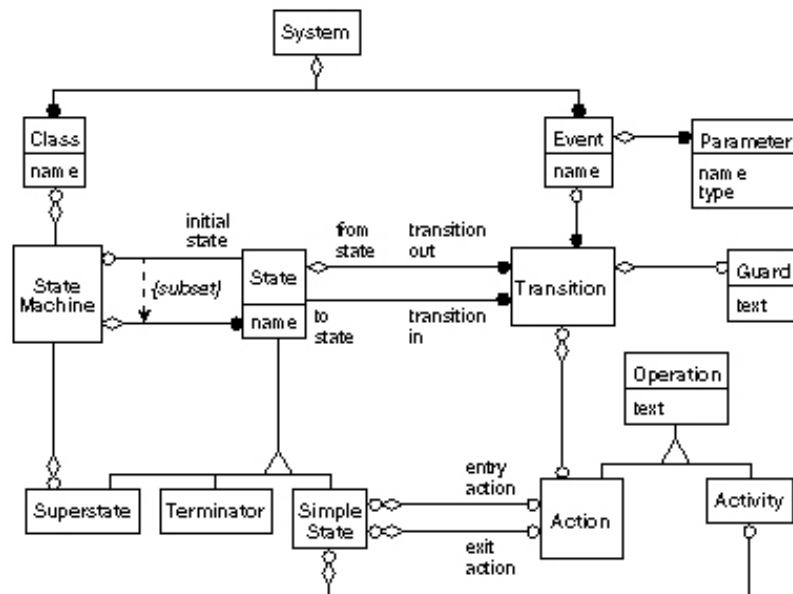 System
Class
name
Event
name
Parameter
name
type
initial
state
from
state
transition
out
State
Machine
{subset}
State
name
to
state
transition
in
Transition
Guard
text
Operation
text
Superstate
Terminator
Simple
State
entry
action
exit
action
Action
Activity